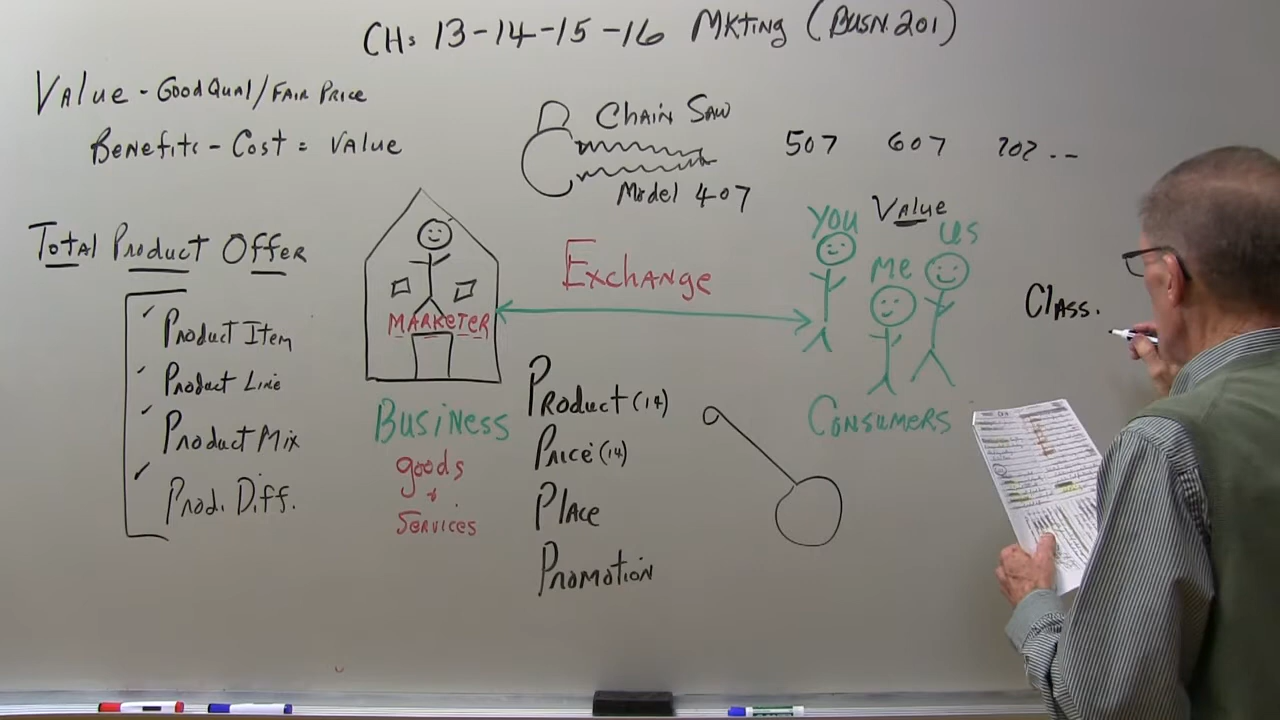 CH: 13-14-15-16 Mkting (Busn. 201)
Value - Good Qual/Fair Price
Benefits - Cost = Value
Chain Saw
Model 407
507 607 707 --
Total Product Offer
Product Item
Product Line
Product Mix
Prod. Diff.
MARKETER
Exchange
Value
You
Me
us
Consumers
Class.
Business
goods
+
Services
Product (14)
Price (14)
Place
Promotion